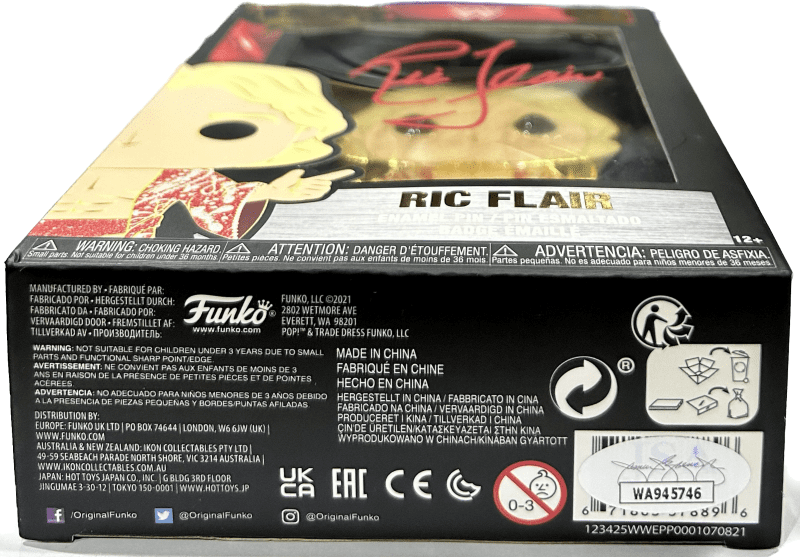 RIC FLAIR
Ric Flair
RIC FLAIR
ENAMEL PIN / PIN ESMALTADO
BADGE ÉMAILLÉ
12+
WARNING: CHOKING HAZARD.
Small parts. Not suitable for children under 36 months.
ATTENTION: DANGER D'ÉTOUFFEMENT.
Petites pièces. Ne convient pas aux enfants de moins de 36 mois.
ADVERTENCIA: PELIGRO DE ASFIXIA.
Partes pequeñas. No es adecuado para niños menores de 36 meses.
MANUFACTURED BY • FABRIQUÉ PAR:
FABRICADO POR • HERGESTELLT DURCH:
FABBRICATO DA • FABRICADO POR:
VERVAARDIGD DOOR • FREMSTILLET AF:
TILLVERKAD AV • ПРОИЗВОДИТЕЛЬ:
Funko®
www.funko.com
FUNKO, LLC ©2021
2802 WETMORE AVE
EVERETT, WA 98201
POP!™ & TRADE DRESS FUNKO, LLC
WARNING: NOT SUITABLE FOR CHILDREN UNDER 3 YEARS DUE TO SMALL
PARTS AND FUNCTIONAL SHARP POINT/EDGE.
AVERTISSEMENT: NE CONVIENT PAS AUX ENFANTS DE MOINS DE 3
ANS EN RAISON DE LA PRESENCE DE PETITES PIECES ET DE POINTES
ACÉRÉES
ADVERTENCIA: NO ADECUADO PARA NIÑOS MENORES DE 3 AÑOS DEBIDO
A LA PRESENCIA DE PIEZAS PEQUEÑAS Y BORDES/PUNTAS AFILADAS.
MADE IN CHINA
FABRIQUÉ EN CHINE
HECHO EN CHINA
HERGESTELLT IN CHINA / FABBRICATO IN CINA
FABRICADO NA CHINA / VERVAARDIGD IN CHINA
PRODUCERET I KINA / TILLVERKAD I CHINA
ÇİN'DE ÜRETİLEN/ΚΑΤΑΣΚΕΥΑΖΕΤΑΙ ΣΤΗΝ ΚΙΝΑ
WYPRODUKOWANO W CHINACH/KÍNÁBAN GYÁRTOTT
DISTRIBUTION BY:
EUROPE: FUNKO UK LTD | PO BOX 74644 | LONDON, W6 6JW (UK) |
WWW.FUNKO.COM
AUSTRALIA & NEW ZEALAND: IKON COLLECTABLES PTY LTD |
49-59 SEABEACH PARADE NORTH SHORE, VIC 3214 AUSTRALIA |
WWW.IKONCOLLECTABLES.COM.AU
JAPAN: HOT TOYS JAPAN CO., INC. | G BLDG 3RD FLOOR
JINGUMAE 3-30-12 | TOKYO 150-0001 | WWW.HOTTOYS.JP
/OriginalFunko
@OriginalFunko
@OriginalFunko
UK
CA
EAC
CE
0-3
®
WA945746
123425WWEPP0001070821